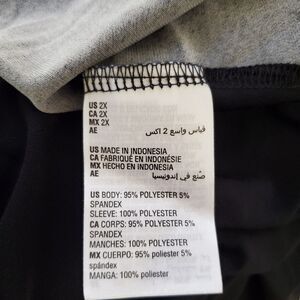 US 2X
CA 2X
MX 2X
AE قياس واسع 2 اكس
US MADE IN INDONESIA
CA FABRIQUÉ EN INDONÉSIE
MX HECHO EN INDONESIA
AE صنع في إندونيسيا
US BODY: 95% POLYESTER 5%
SPANDEX
SLEEVE: 100% POLYESTER
CA CORPS: 95% POLYESTER 5%
SPANDEX
MANCHES: 100% POLYESTER
MX CUERPO: 95% poliester 5%
spándex
MANGA: 100% poliester